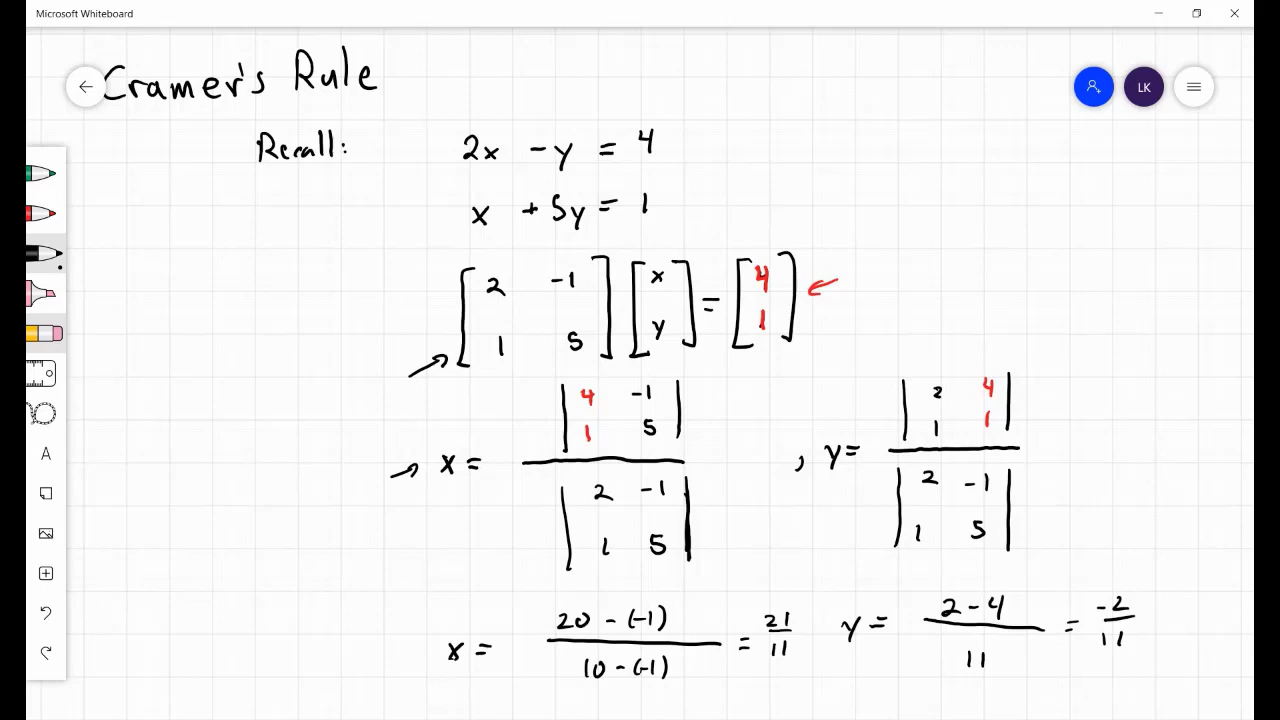 Microsoft Whiteboard
Cramer's Rule
LK
Recall: 2x - y = 4
x + 5y = 1
[ 2 -1 ] [ x ] = [ 4 ]
[ 1 5 ] [ y ] [ 1 ]
| 4 -1 | | 2 4 |
| 1 5 | | 1 1 |
→ x = ————— , y = —————
| 2 -1 | | 2 -1 |
| 1 5 | | 1 5 |
x = 20 - (-1) / 10 - (-1) = 21/11 y = 2 - 4 / 11 = -2/11
A